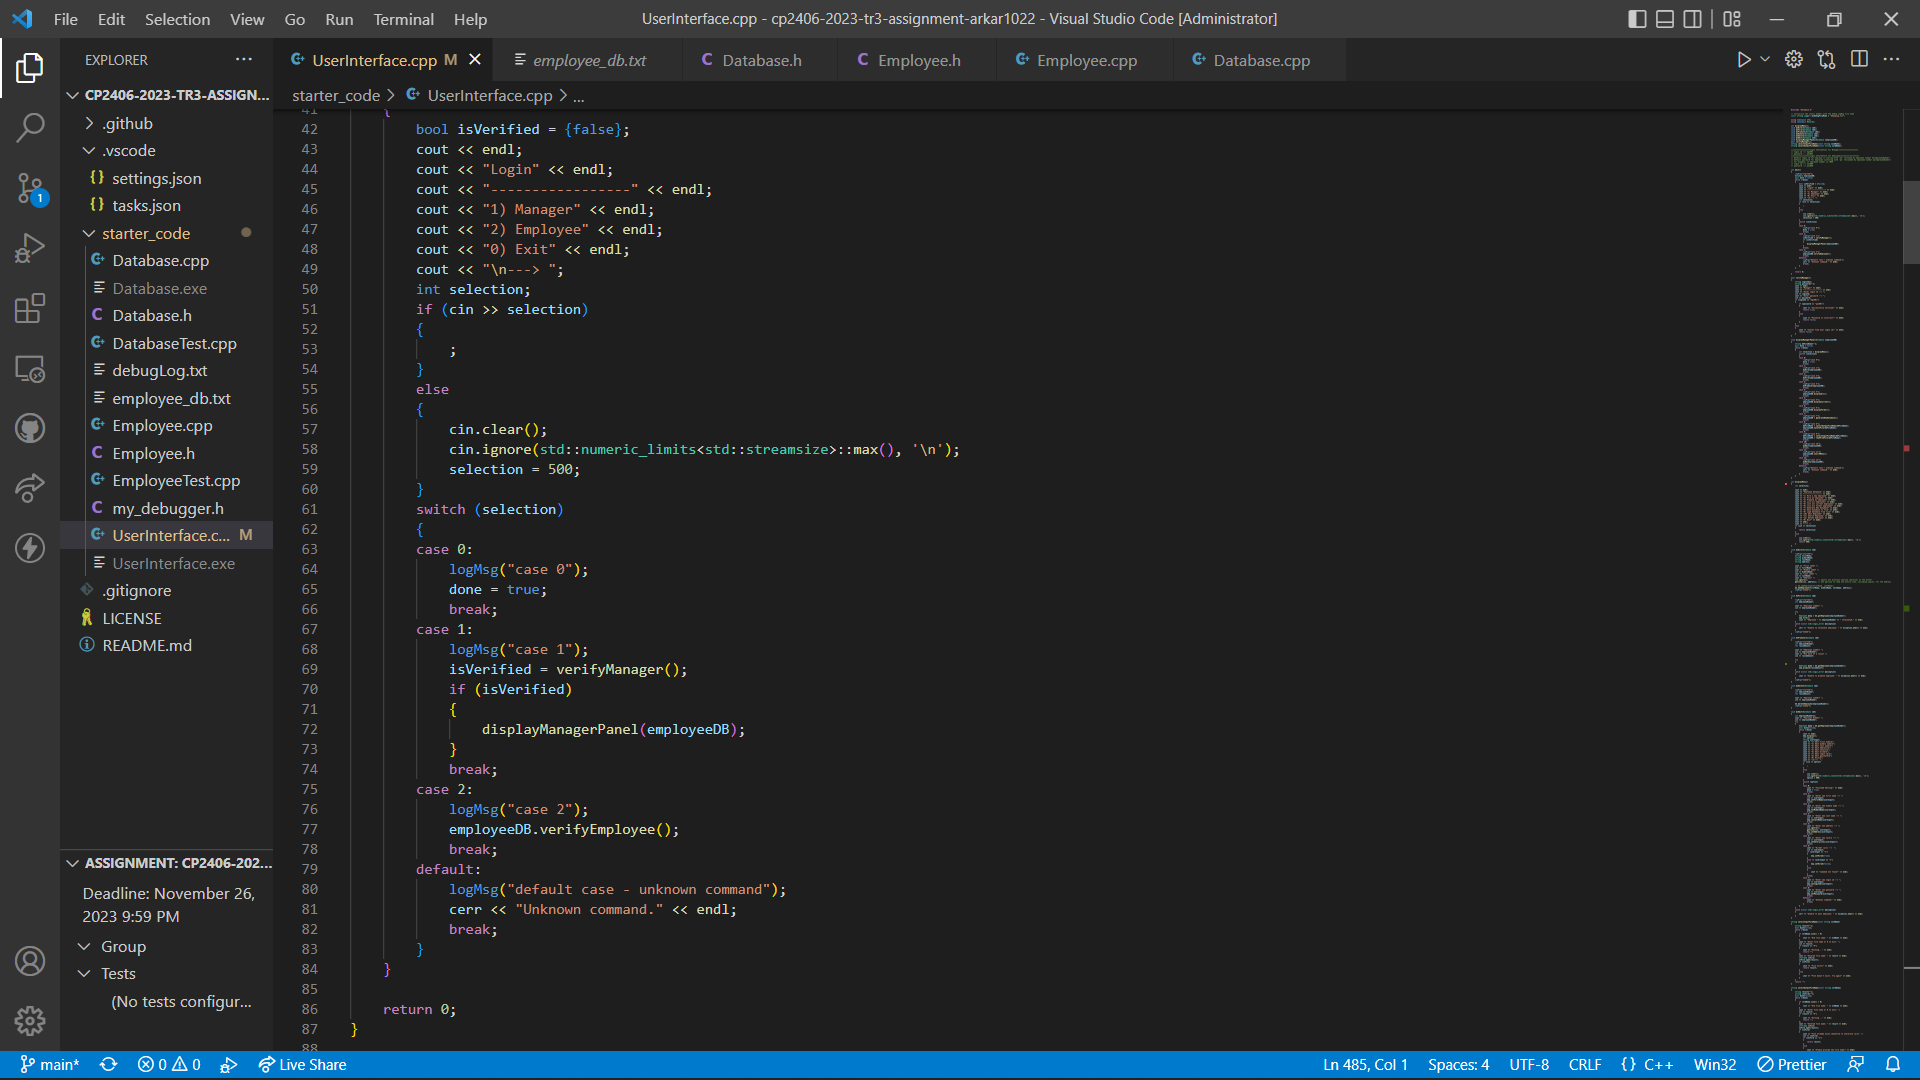 File Edit Selection View Go Run Terminal Help
UserInterface.cpp - cp2406-2023-tr3-assignment-arkar1022 - Visual Studio Code [Administrator]
EXPLORER
UserInterface.cpp M
employee_db.txt
Database.h
Employee.h
Employee.cpp
Database.cpp
starter_code > UserInterface.cpp > ...
CP2406-2023-TR3-ASSIGN...
.github
.vscode
settings.json
tasks.json
starter_code
Database.cpp
Database.exe
Database.h
DatabaseTest.cpp
debugLog.txt
employee_db.txt
Employee.cpp
Employee.h
EmployeeTest.cpp
my_debugger.h
UserInterface.c... M
UserInterface.exe
.gitignore
LICENSE
README.md
1
ASSIGNMENT: CP2406-202...
Deadline: November 26,
2023 9:59 PM
Group
Tests
(No tests configur...
41 {
42 bool isVerified = {false};
43 cout << endl;
44 cout << "Login" << endl;
45 cout << "-----------------" << endl;
46 cout << "1) Manager" << endl;
47 cout << "2) Employee" << endl;
48 cout << "0) Exit" << endl;
49 cout << "\n---> ";
50 int selection;
51 if (cin >> selection)
52 {
53 ;
54 }
55 else
56 {
57 cin.clear();
58 cin.ignore(std::numeric_limits<std::streamsize>::max(), '\n');
59 selection = 500;
60 }
61 switch (selection)
62 {
63 case 0:
64 logMsg("case 0");
65 done = true;
66 break;
67 case 1:
68 logMsg("case 1");
69 isVerified = verifyManager();
70 if (isVerified)
71 {
72 displayManagerPanel(employeeDB);
73 }
74 break;
75 case 2:
76 logMsg("case 2");
77 employeeDB.verifyEmployee();
78 break;
79 default:
80 logMsg("default case - unknown command");
81 cerr << "Unknown command." << endl;
82 break;
83 }
84 }
85
86 return 0;
87 }
88
main* 0 0 Live Share Ln 485, Col 1 Spaces: 4 UTF-8 CRLF {} C++ Win32 Prettier